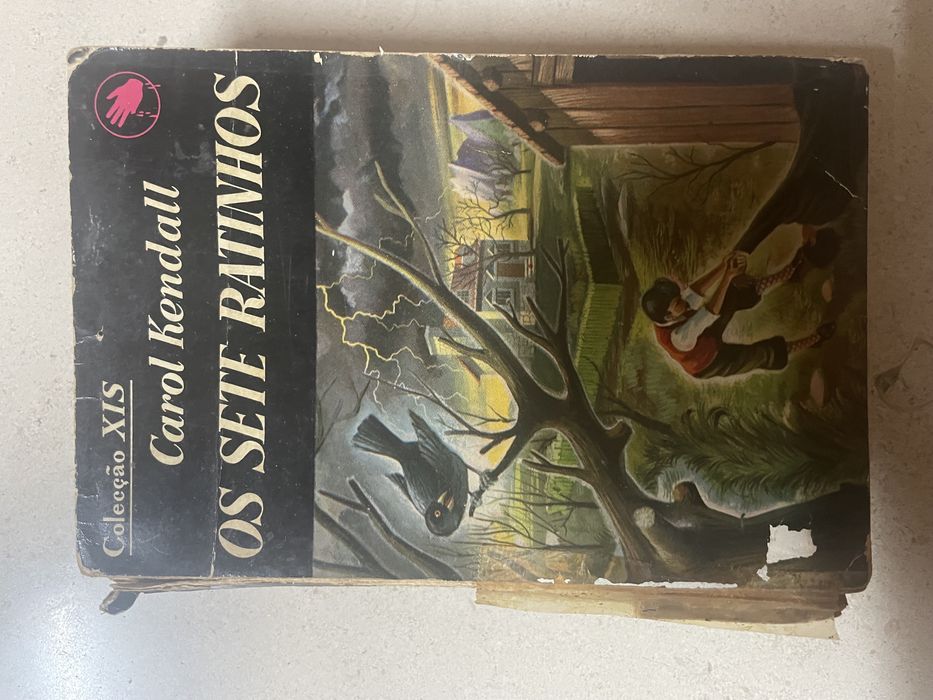 Colecção XIS
Carol Kendall
OS SETE RATINHOS